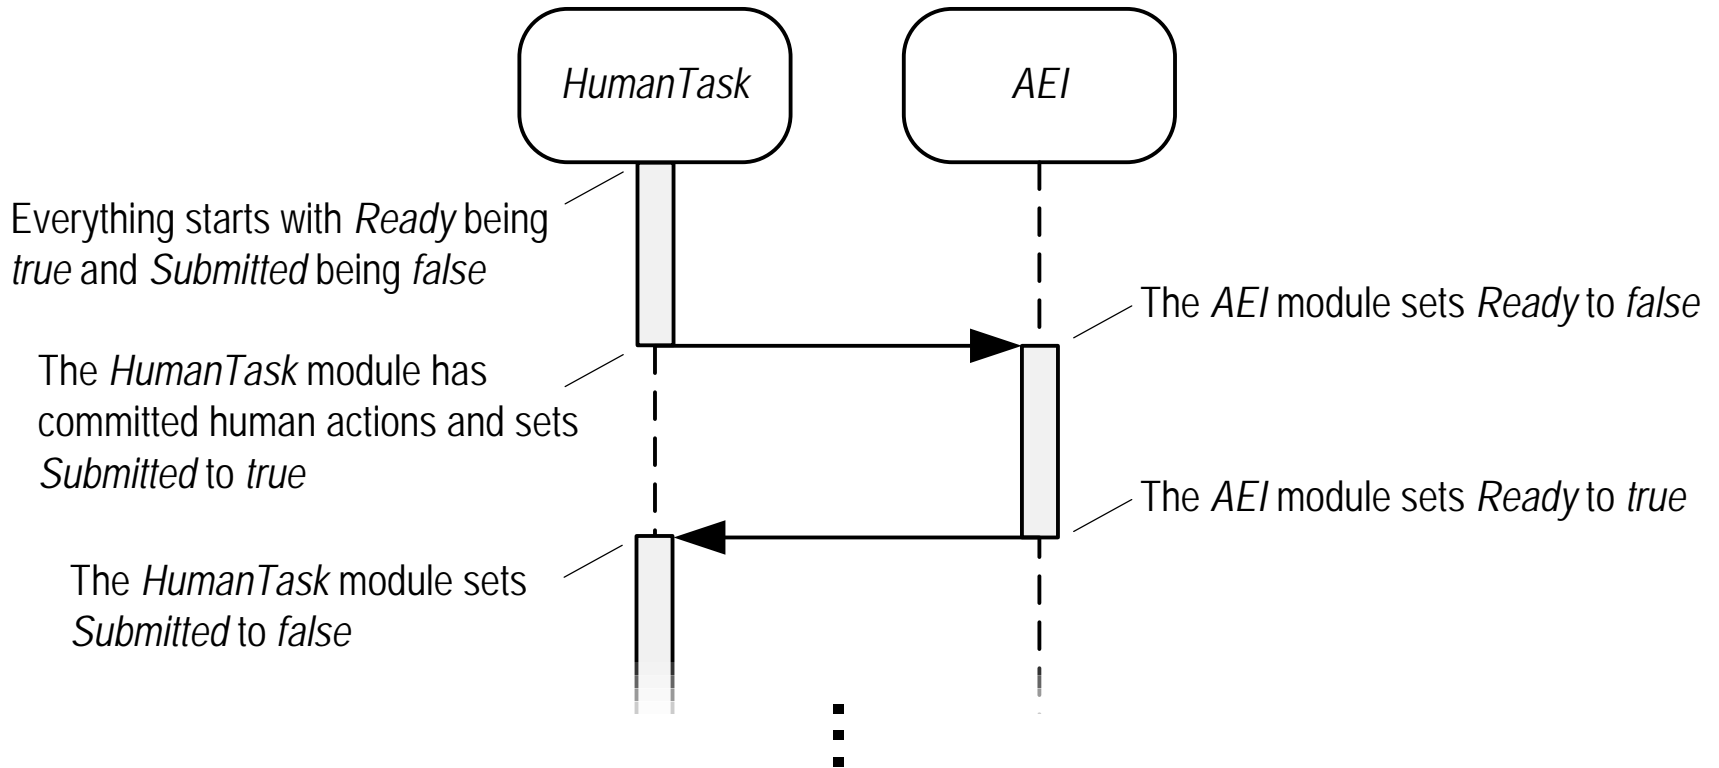 HumanTask
AEI
Everything starts with Ready being
true and Submitted being false
The AEI module sets Ready to false
The HumanTask module has
committed human actions and sets
Submitted to true
The AEI module sets Ready to true
The HumanTask module sets
Submitted to false